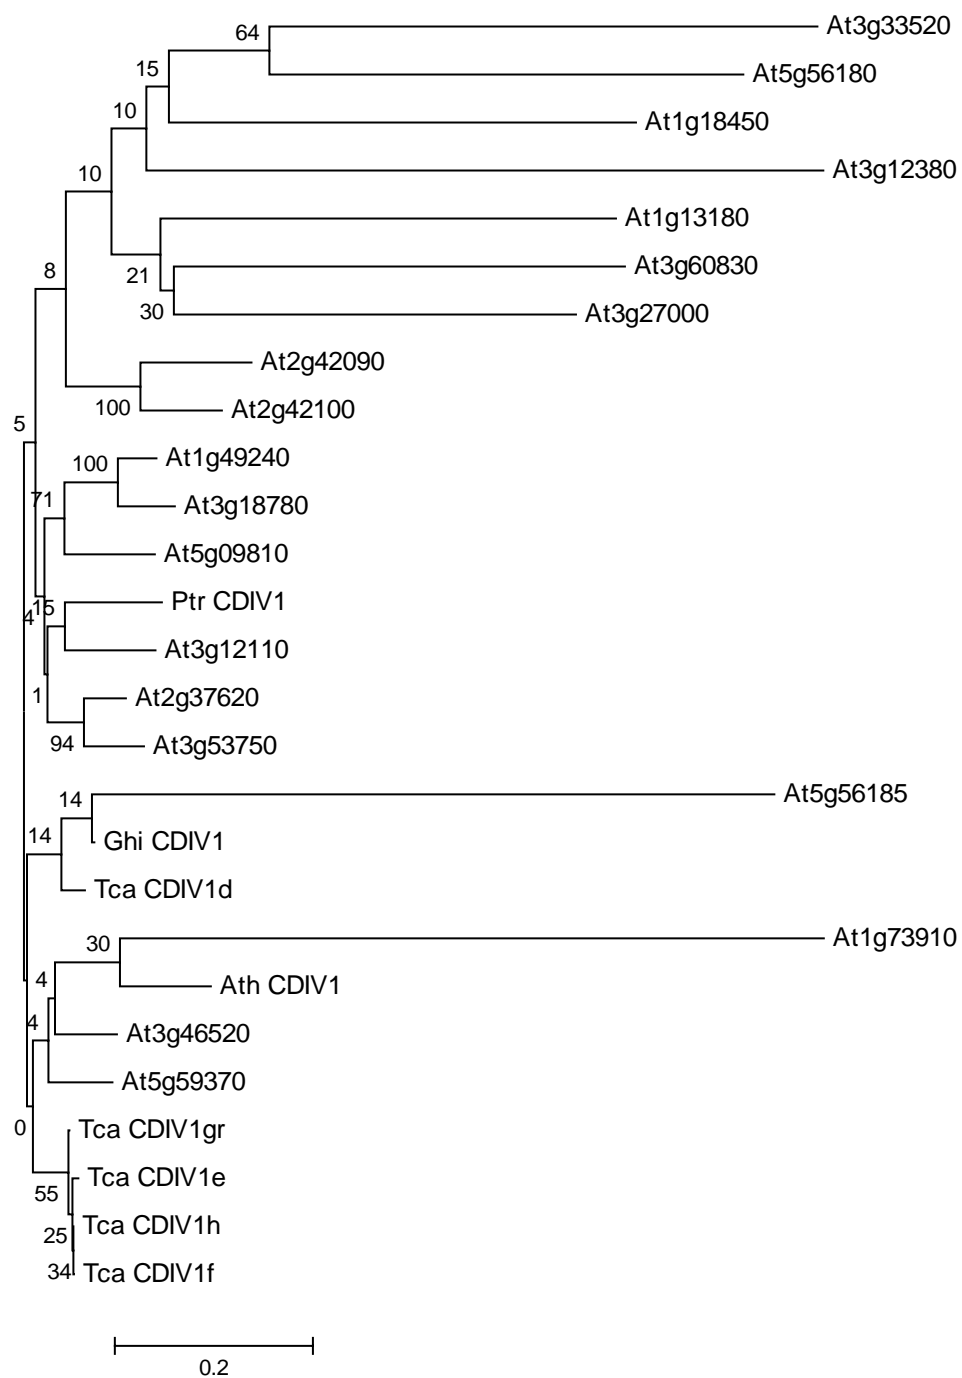 64
At3g33520
15
At5g56180
10
At1g18450
10
At3g12380
At1g13180
8
21
At3g60830
30
At3g27000
At2g42090
100
At2g42100
5
100
At1g49240
71
At3g18780
At5g09810
15
4
Ptr CDIV1
At3g12110
1
At2g37620
94
At3g53750
14
At5g56185
14
Ghi CDIV1
Tca CDIV1d
30
At1g73910
4
Ath CDIV1
4
At3g46520
At5g59370
0
Tca CDIV1gr
55
Tca CDIV1e
25
Tca CDIV1h
34
Tca CDIV1f
0.2